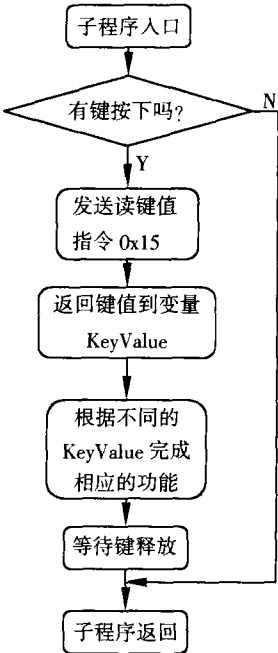 子程序入口
有键按下吗?
N
Y
发送读键值
指令 0x15
返回键值到变量
KeyValue
根据不同的
KeyValue 完成
相应的功能
等待键释放
子程序返回